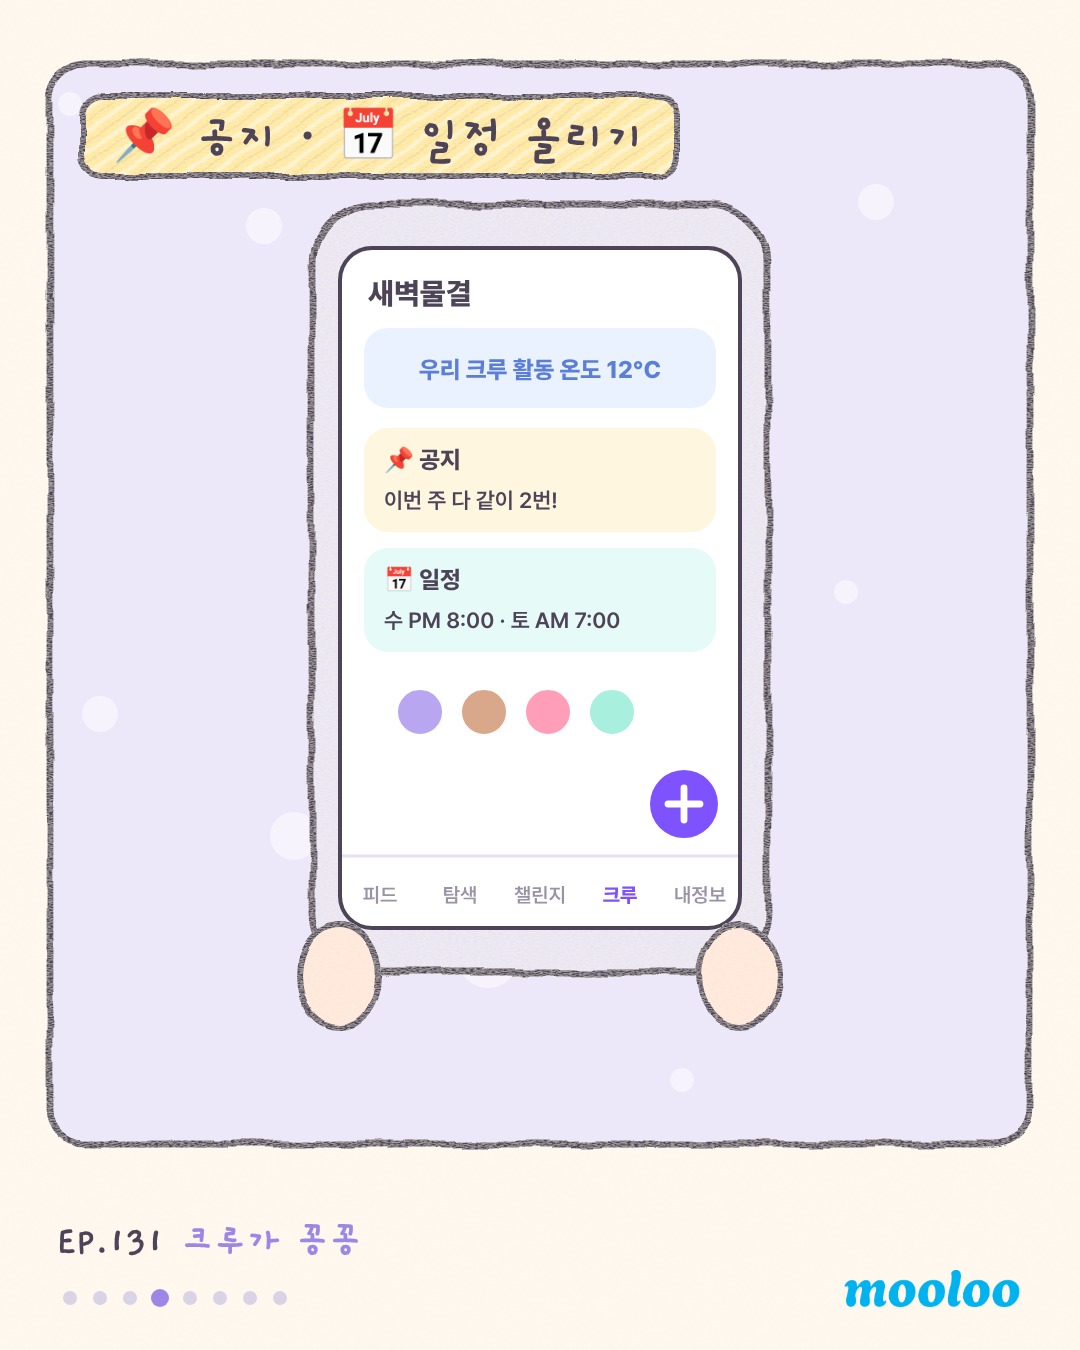 📌 공지 · 📅 일정 올리기
새벽물결
우리 크루 활동 온도 12°C
📌 공지
이번 주 다 같이 2번!
📅 일정
수 PM 8:00 · 토 AM 7:00
피드 탐색 챌린지 크루 내정보
EP.131 크루가 꽁꽁
mooloo